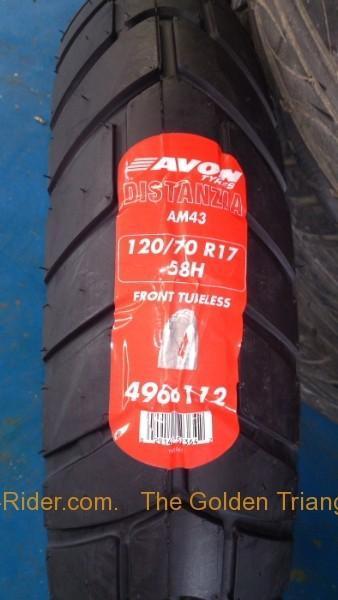 AVON
TYRES
DISTANZIA
AM43
120/70 R17
58H
FRONT TUBELESS
4966112
-Rider.com. The Golden Triang